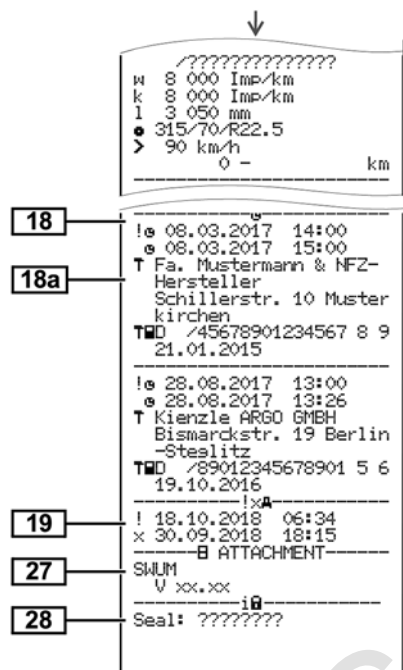 /??????????????
w 8 000 Imp/km
k 8 000 Imp/km
l 3 050 mm
● 315/70/R22.5
> 90 km/h
0 - km
18
! 08.03.2017 14:00
08.03.2017 15:00
18a
T Fa. Mustermann & NFZ-
Hersteller
Schillerstr. 10 Muster
kirchen
T D /45678901234567 8 9
21.01.2015
! 28.08.2017 13:00
28.08.2017 13:26
T Kienzle ARGO GMBH
Bismarckstr. 19 Berlin
-Steglitz
T D /89012345678901 5 6
19.10.2016
!x
19
! 18.10.2018 06:34
x 30.09.2018 18:15
ATTACHMENT
27
SWUM
V xx.xx
i
28
Seal: ????????